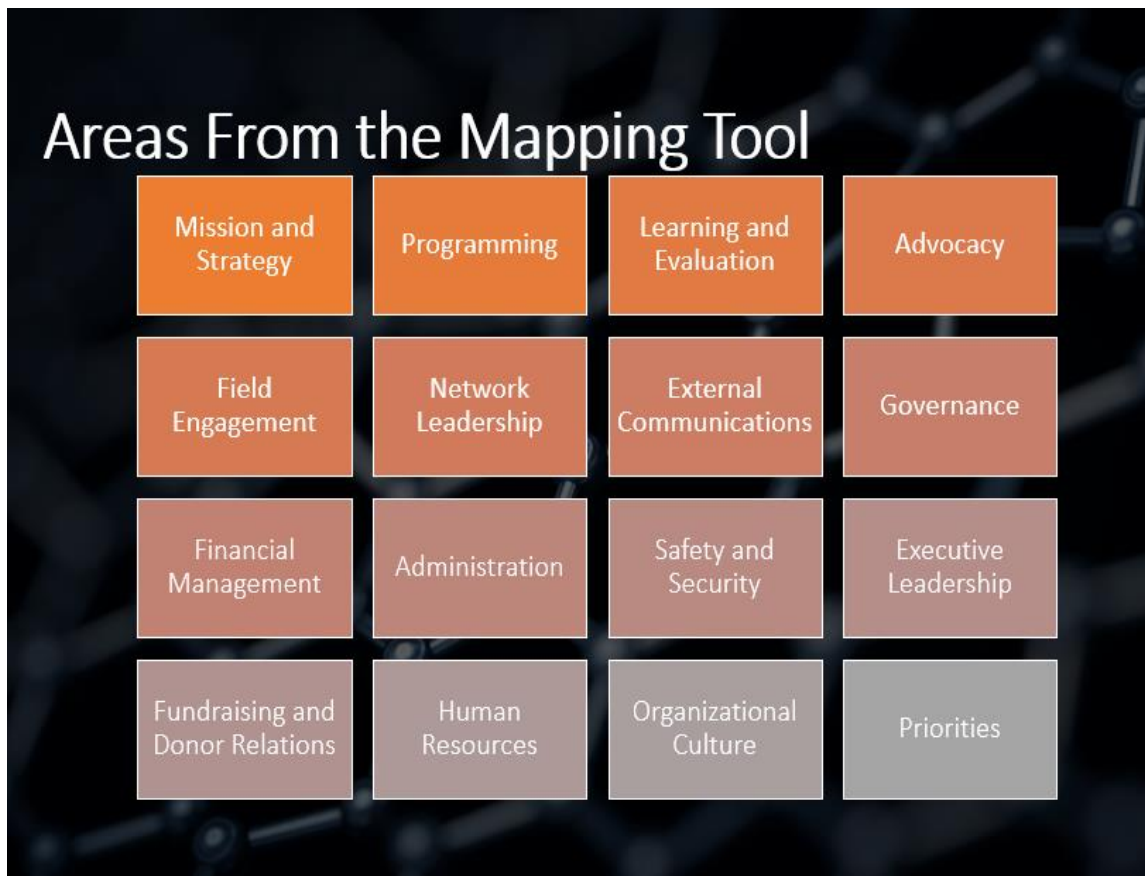 Areas From the Mapping Tool
Mission and
Strategy
Programming
Learning and
Evaluation
Advocacy
Field
Engagement
Network
Leadership
External
Communications
Governance
Financial
Management
Administration
Safety and
Security
Executive
Leadership
Fundraising and
Donor Relations
Human
Resources
Organizational
Culture
Priorities